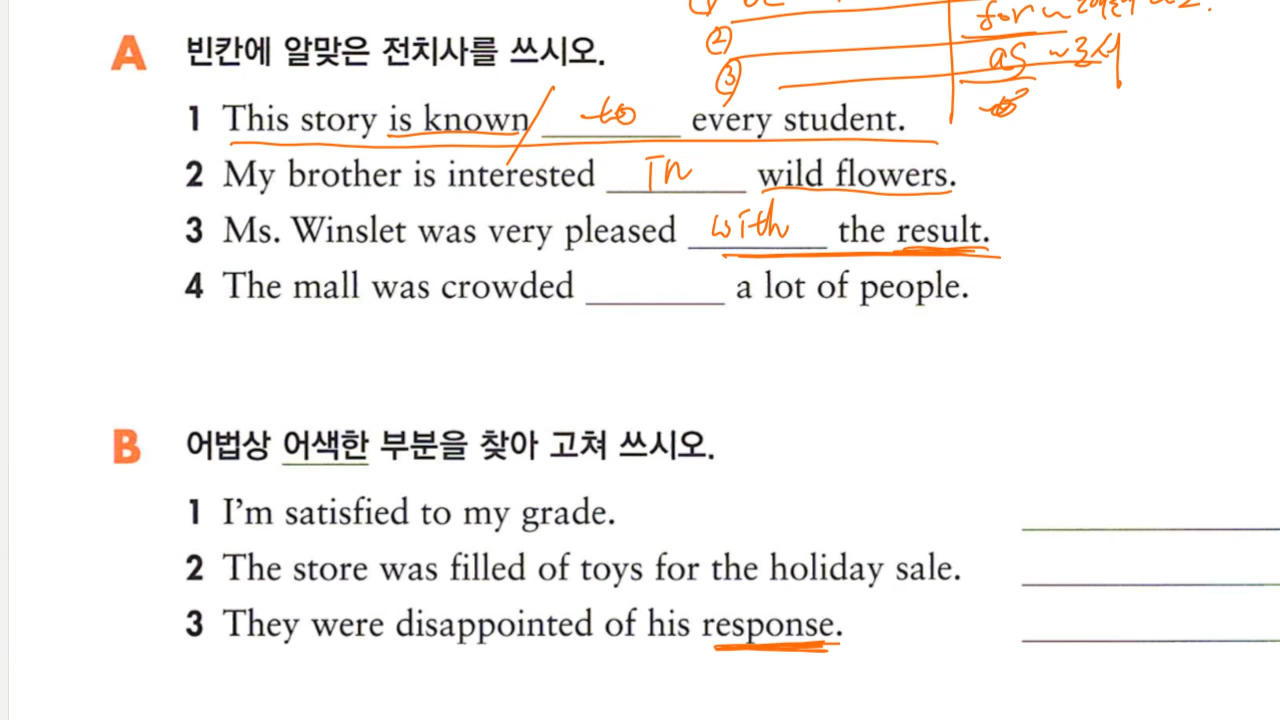 for ~
②
as ~로서
③
A 빈칸에 알맞은 전치사를 쓰시오.
1 This story is known / to every student.
2 My brother is interested In wild flowers.
3 Ms. Winslet was very pleased with the result.
4 The mall was crowded ________ a lot of people.
B 어법상 어색한 부분을 찾아 고쳐 쓰시오.
1 I’m satisfied to my grade.
2 The store was filled of toys for the holiday sale.
3 They were disappointed of his response.